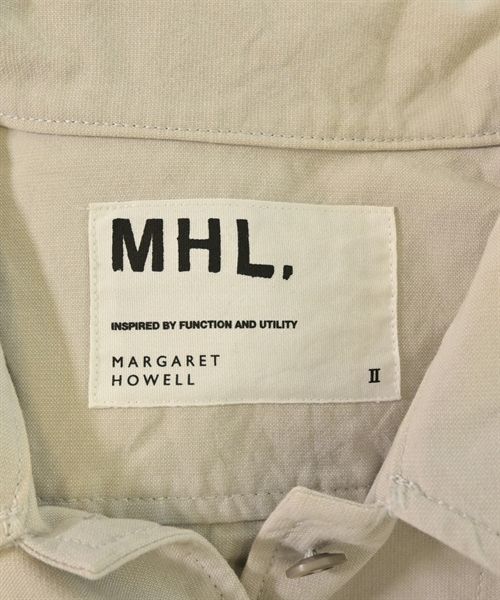 MHL.
INSPIRED BY FUNCTION AND UTILITY
MARGARET
HOWELL
II